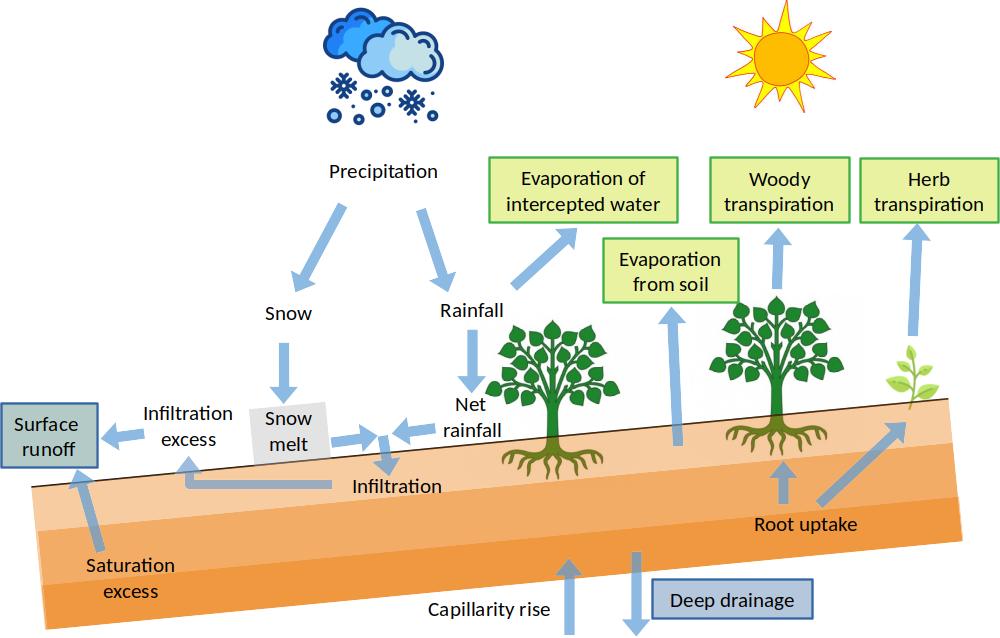 Precipitation
Evaporation of
intercepted water
Woody
transpiration
Herb
transpiration
Evaporation
from soil
Snow
Rainfall
Surface
runoff
Infiltration
excess
Snow
melt
Net
rainfall
Infiltration
Root uptake
Saturation
excess
Capillarity rise
Deep drainage